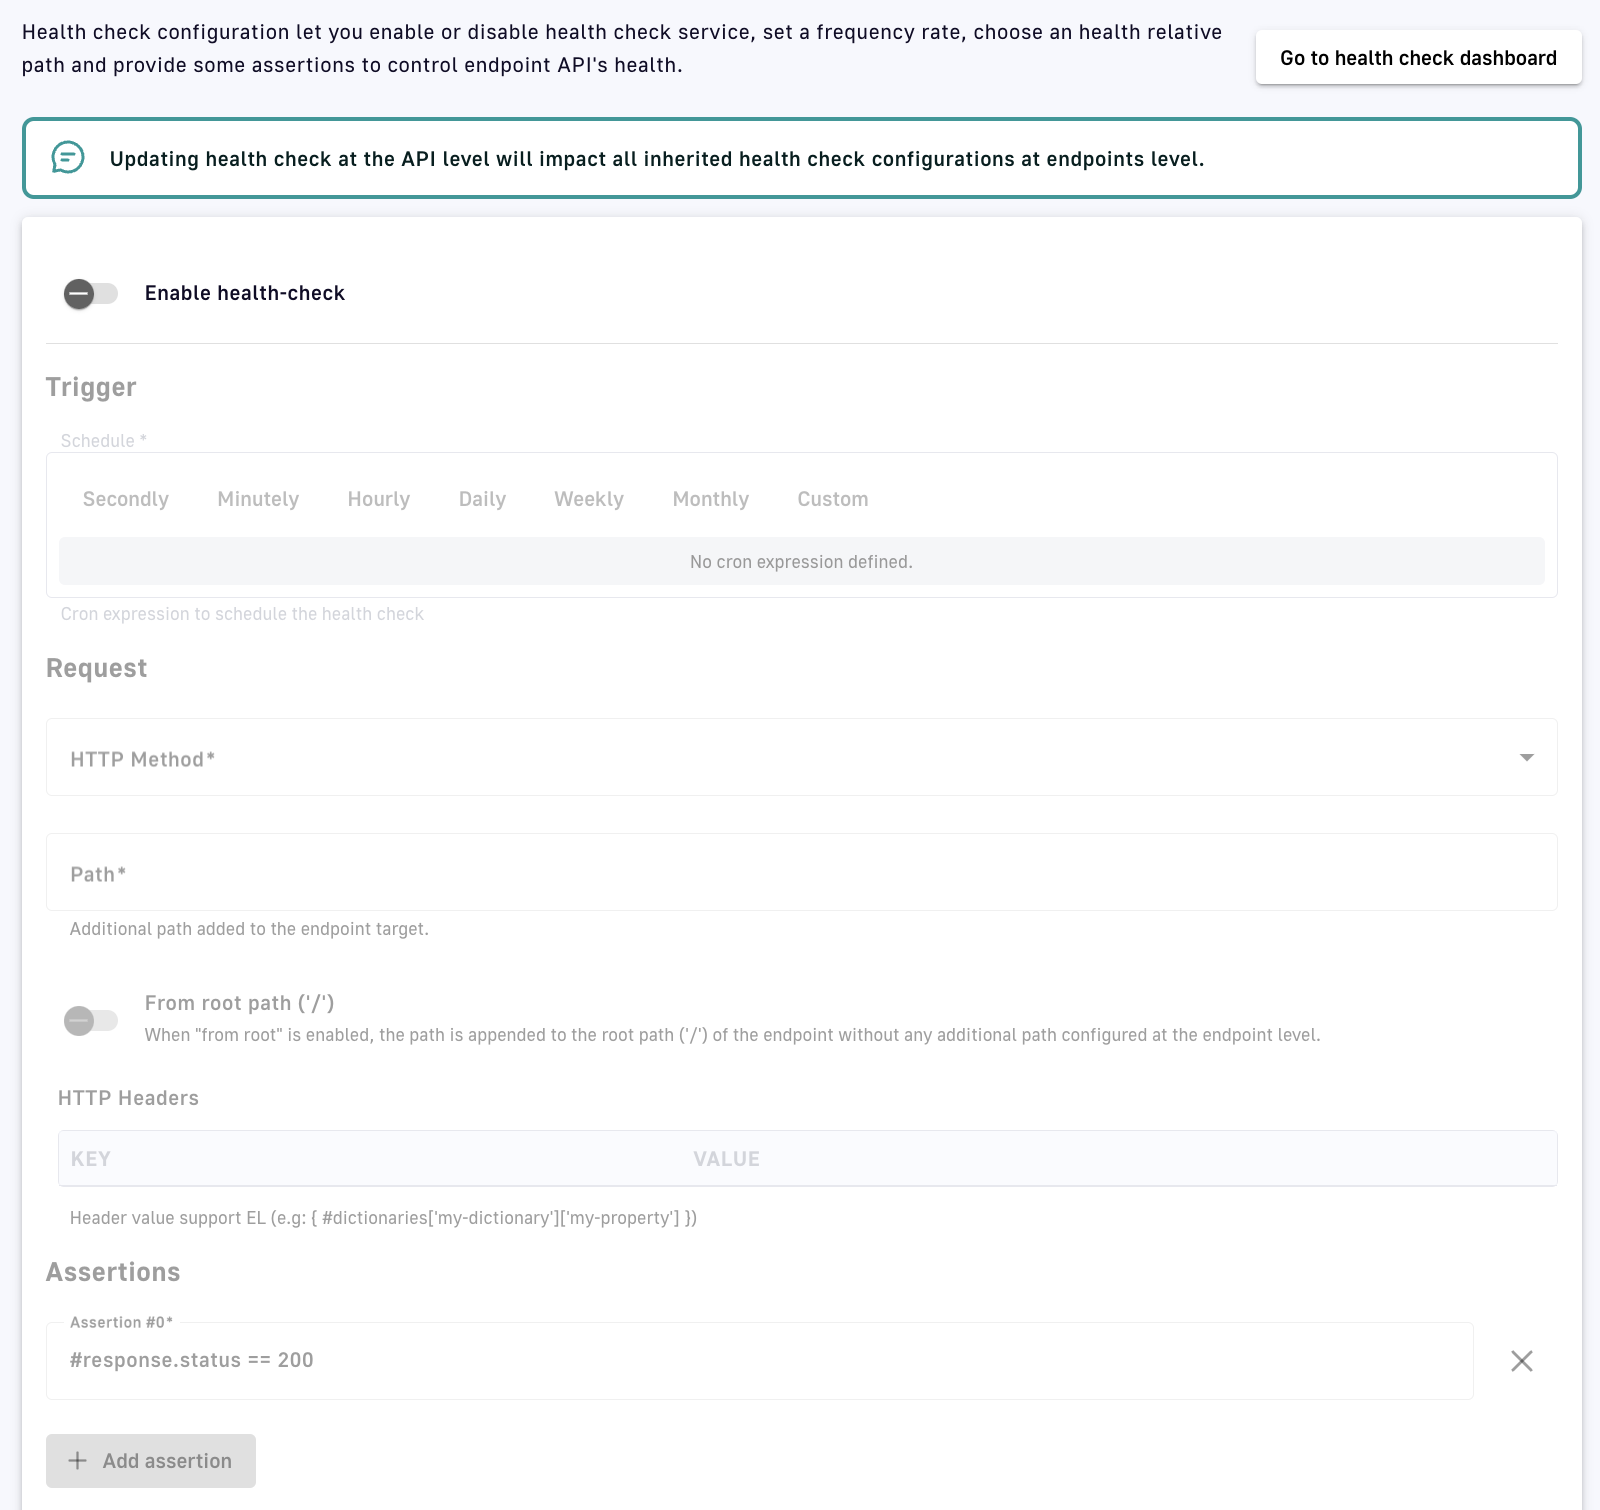 Health check configuration let you enable or disable health check service, set a frequency rate, choose an health relative
path and provide some assertions to control endpoint API's health.
Go to health check dashboard
Updating health check at the API level will impact all inherited health check configurations at endpoints level.
Enable health-check
Trigger
Schedule *
Secondly Minutely Hourly Daily Weekly Monthly Custom
No cron expression defined.
Cron expression to schedule the health check
Request
HTTP Method*
Path*
Additional path added to the endpoint target.
From root path ('/')
When "from root" is enabled, the path is appended to the root path ('/') of the endpoint without any additional path configured at the endpoint level.
HTTP Headers
KEY VALUE
Header value support EL (e.g: { #dictionaries['my-dictionary']['my-property'] })
Assertions
Assertion #0*
#response.status == 200
Add assertion